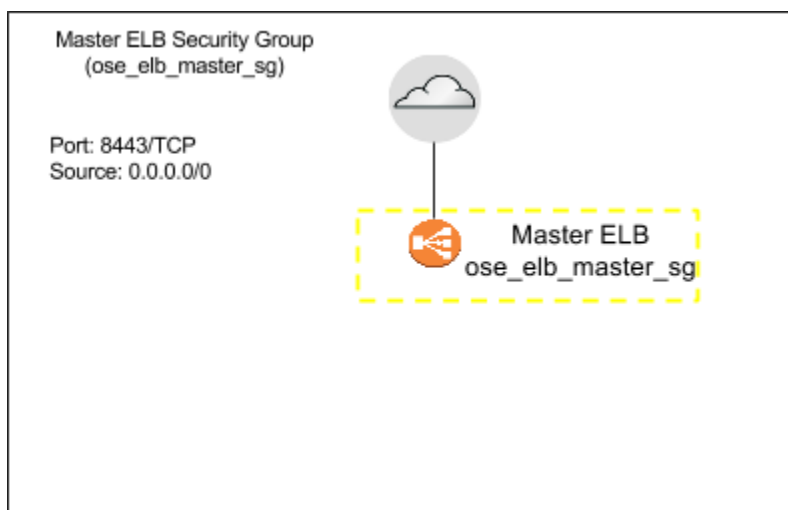 Master ELB Security Group
(ose_elb_master_sg)
Port: 8443/TCP
Source: 0.0.0.0/0
Master ELB
ose_elb_master_sg